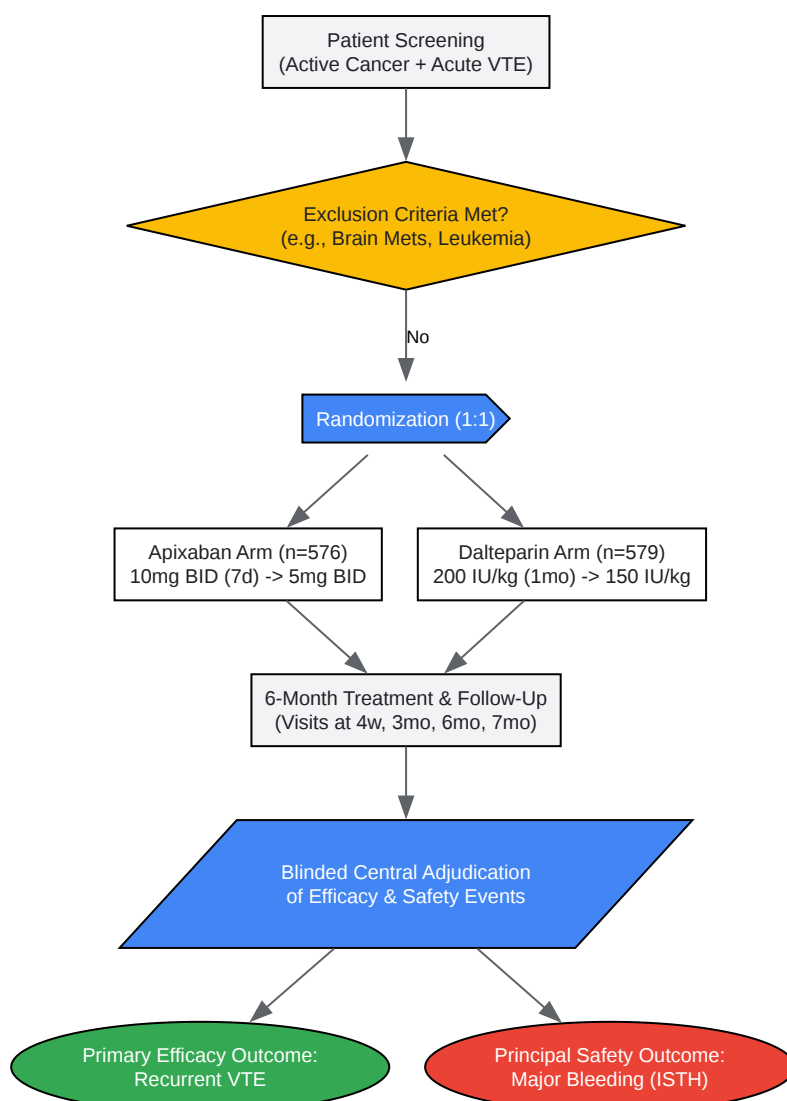 Patient Screening
(Active Cancer + Acute VTE)
Exclusion Criteria Met?
(e.g., Brain Mets, Leukemia)
No
Randomization (1:1)
Apixaban Arm (n=576)
10mg BID (7d) -> 5mg BID
Dalteparin Arm (n=579)
200 IU/kg (1mo) -> 150 IU/kg
6-Month Treatment & Follow-Up
(Visits at 4w, 3mo, 6mo, 7mo)
Blinded Central Adjudication
of Efficacy & Safety Events
Primary Efficacy Outcome:
Recurrent VTE
Principal Safety Outcome:
Major Bleeding (ISTH)